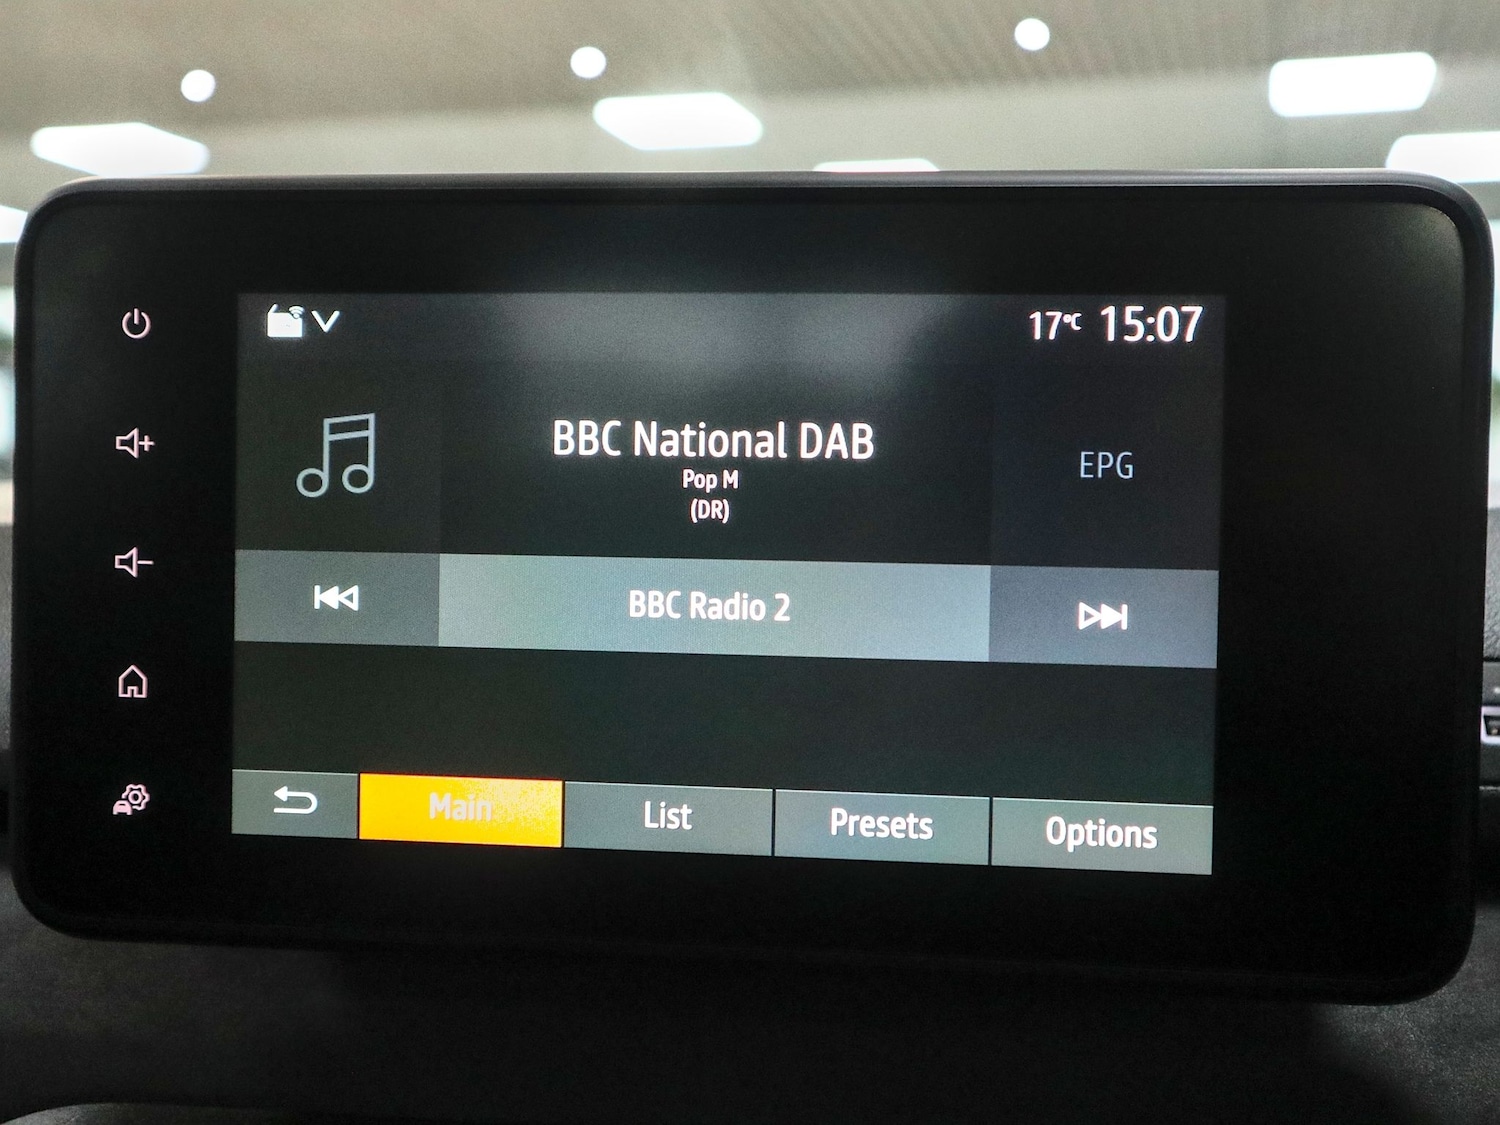 17°C 15:07
BBC National DAB
Pop M
(DR)
EPG
BBC Radio 2
Main
List
Presets
Options